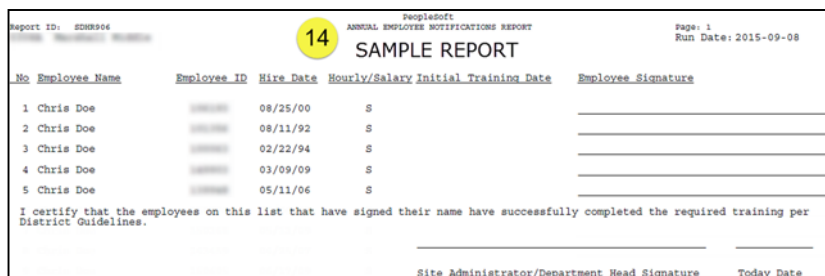 PeopleSoft
Report ID: SDHR906 ANNUAL EMPLOYEE NOTIFICATIONS REPORT Page: 1
14 Run Date: 2015-09-08
SAMPLE REPORT
No Employee Name Employee ID Hire Date Hourly/Salary Initial Training Date Employee Signature
1 Chris Doe 08/25/00 S
2 Chris Doe 08/11/92 S
3 Chris Doe 02/22/94 S
4 Chris Doe 03/09/09 S
5 Chris Doe 05/11/06 S
I certify that the employees on this list that have signed their name have successfully completed the required training per
District Guidelines.
Site Administrator/Department Head Signature Today Date